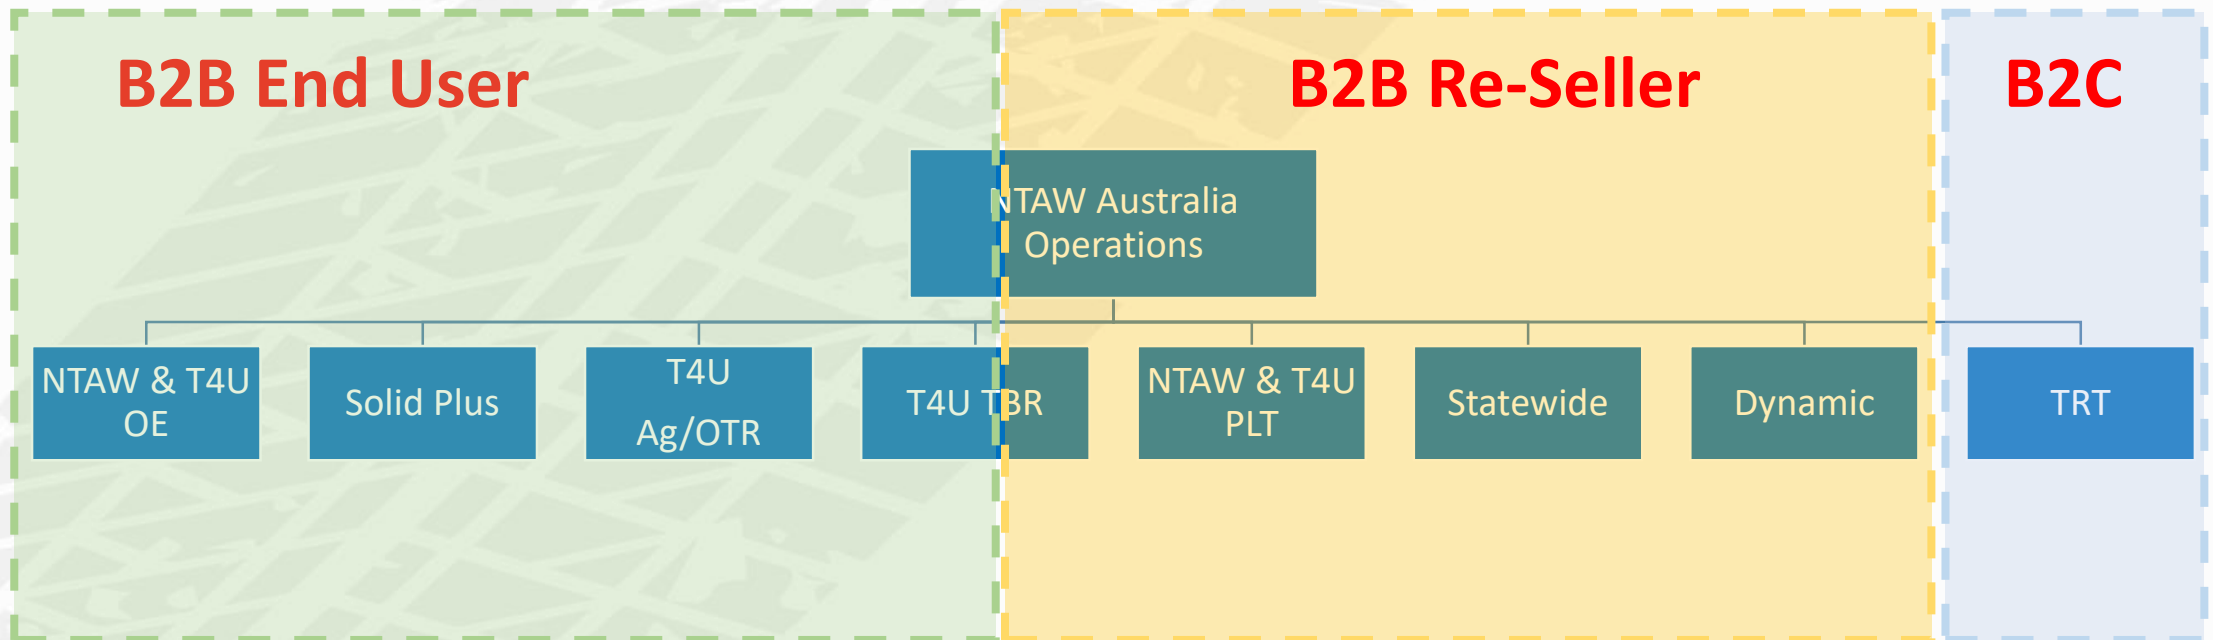 B2B End User
B2B Re-Seller
B2C
NTAW Australia
Operations
NTAW & T4U
OE
Solid Plus
T4U
Ag/OTR
T4U TBR
NTAW & T4U
PLT
Statewide
Dynamic
TRT